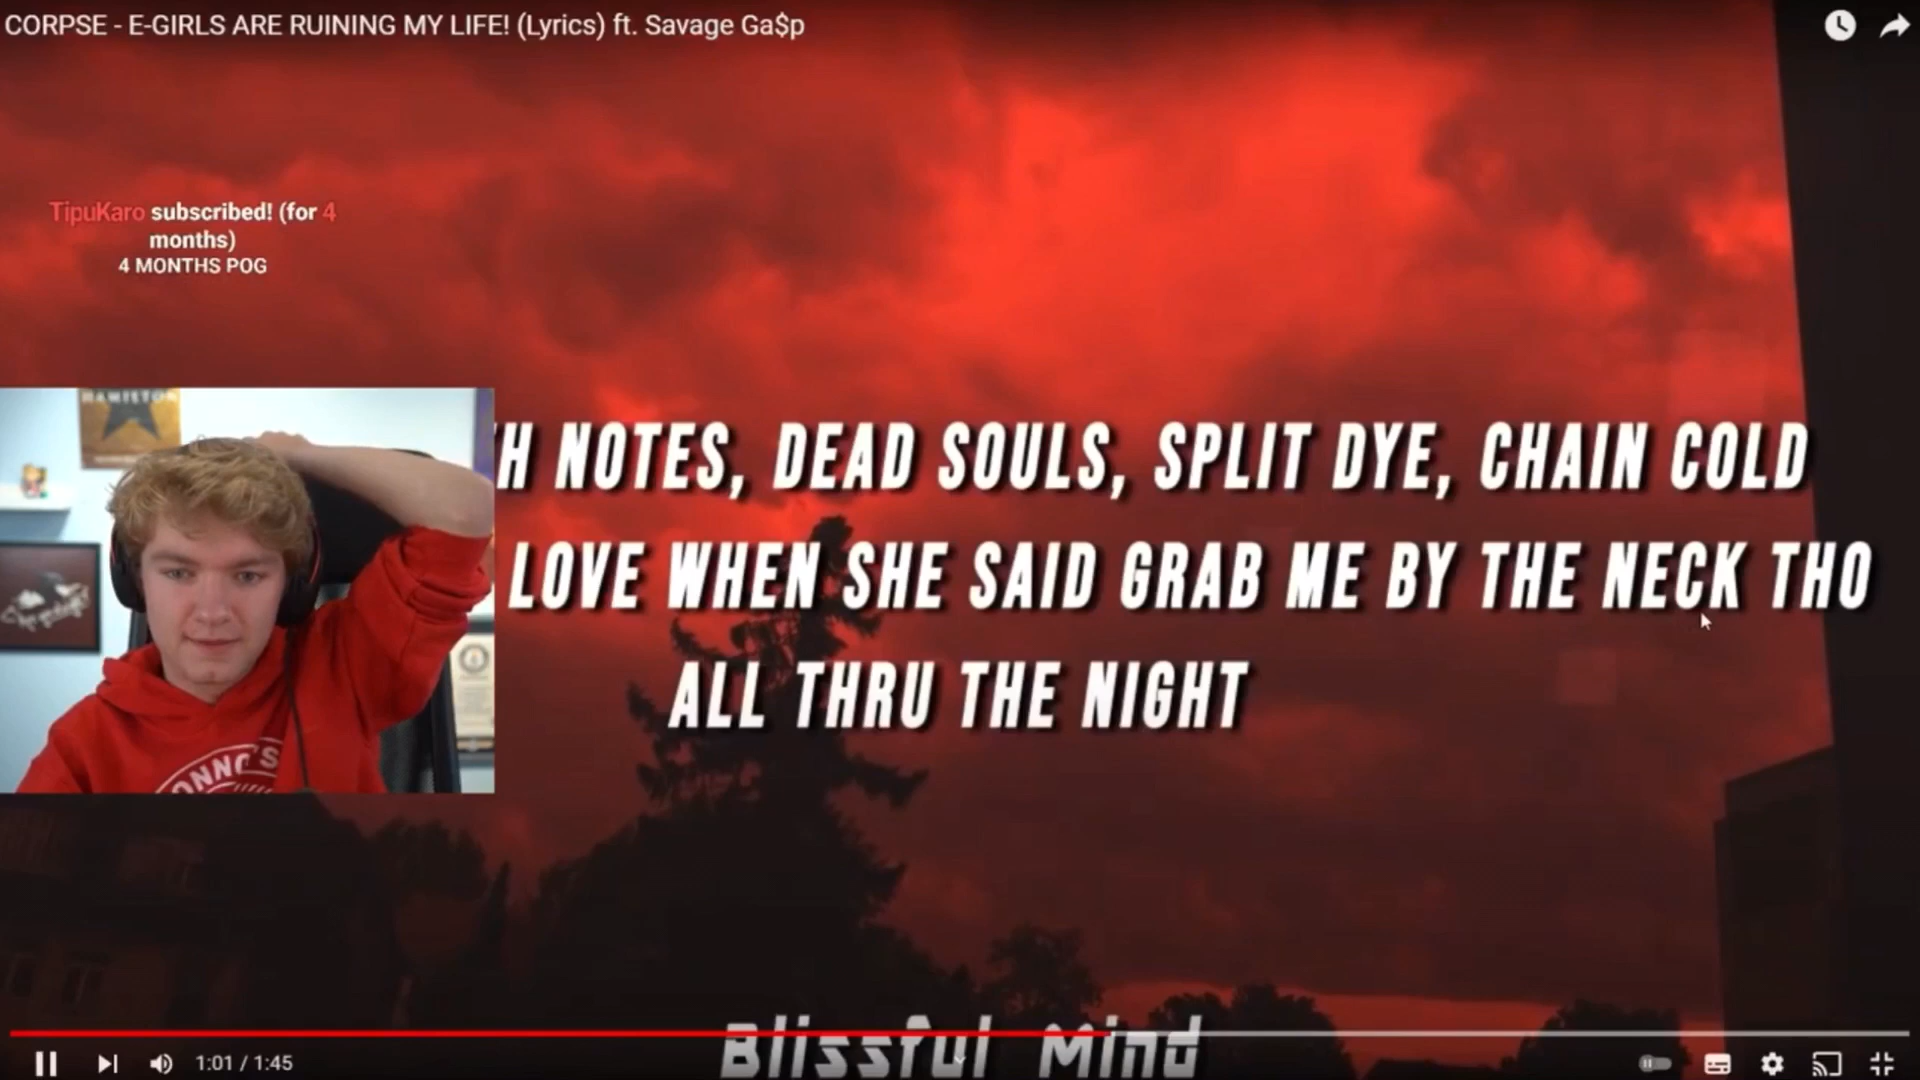 CORPSE - E-GIRLS ARE RUINING MY LIFE! (Lyrics) ft. Savage Ga$p
TipuKaro subscribed! (for 4
months)
4 MONTHS POG
HAMILTON
H NOTES, DEAD SOULS, SPLIT DYE, CHAIN COLD
LOVE WHEN SHE SAID GRAB ME BY THE NECK THO
ALL THRU THE NIGHT
ONNO'S
Blissful Mind
1:01 / 1:45